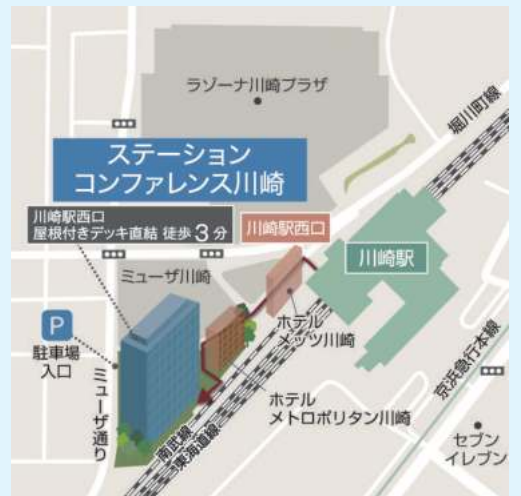 ラゾーナ川崎プラザ
堀川町線
ステーション
コンファレンス川崎
川崎駅西口
屋根付きデッキ直結 徒歩3分
川崎駅西口
川崎駅
ミューザ川崎
P
駐車場
入口
ミューザ通り
ホテル
メッツ川崎
ホテル
メトロポリタン川崎
南武線
東海道線
京浜急行本線
セブン
イレブン